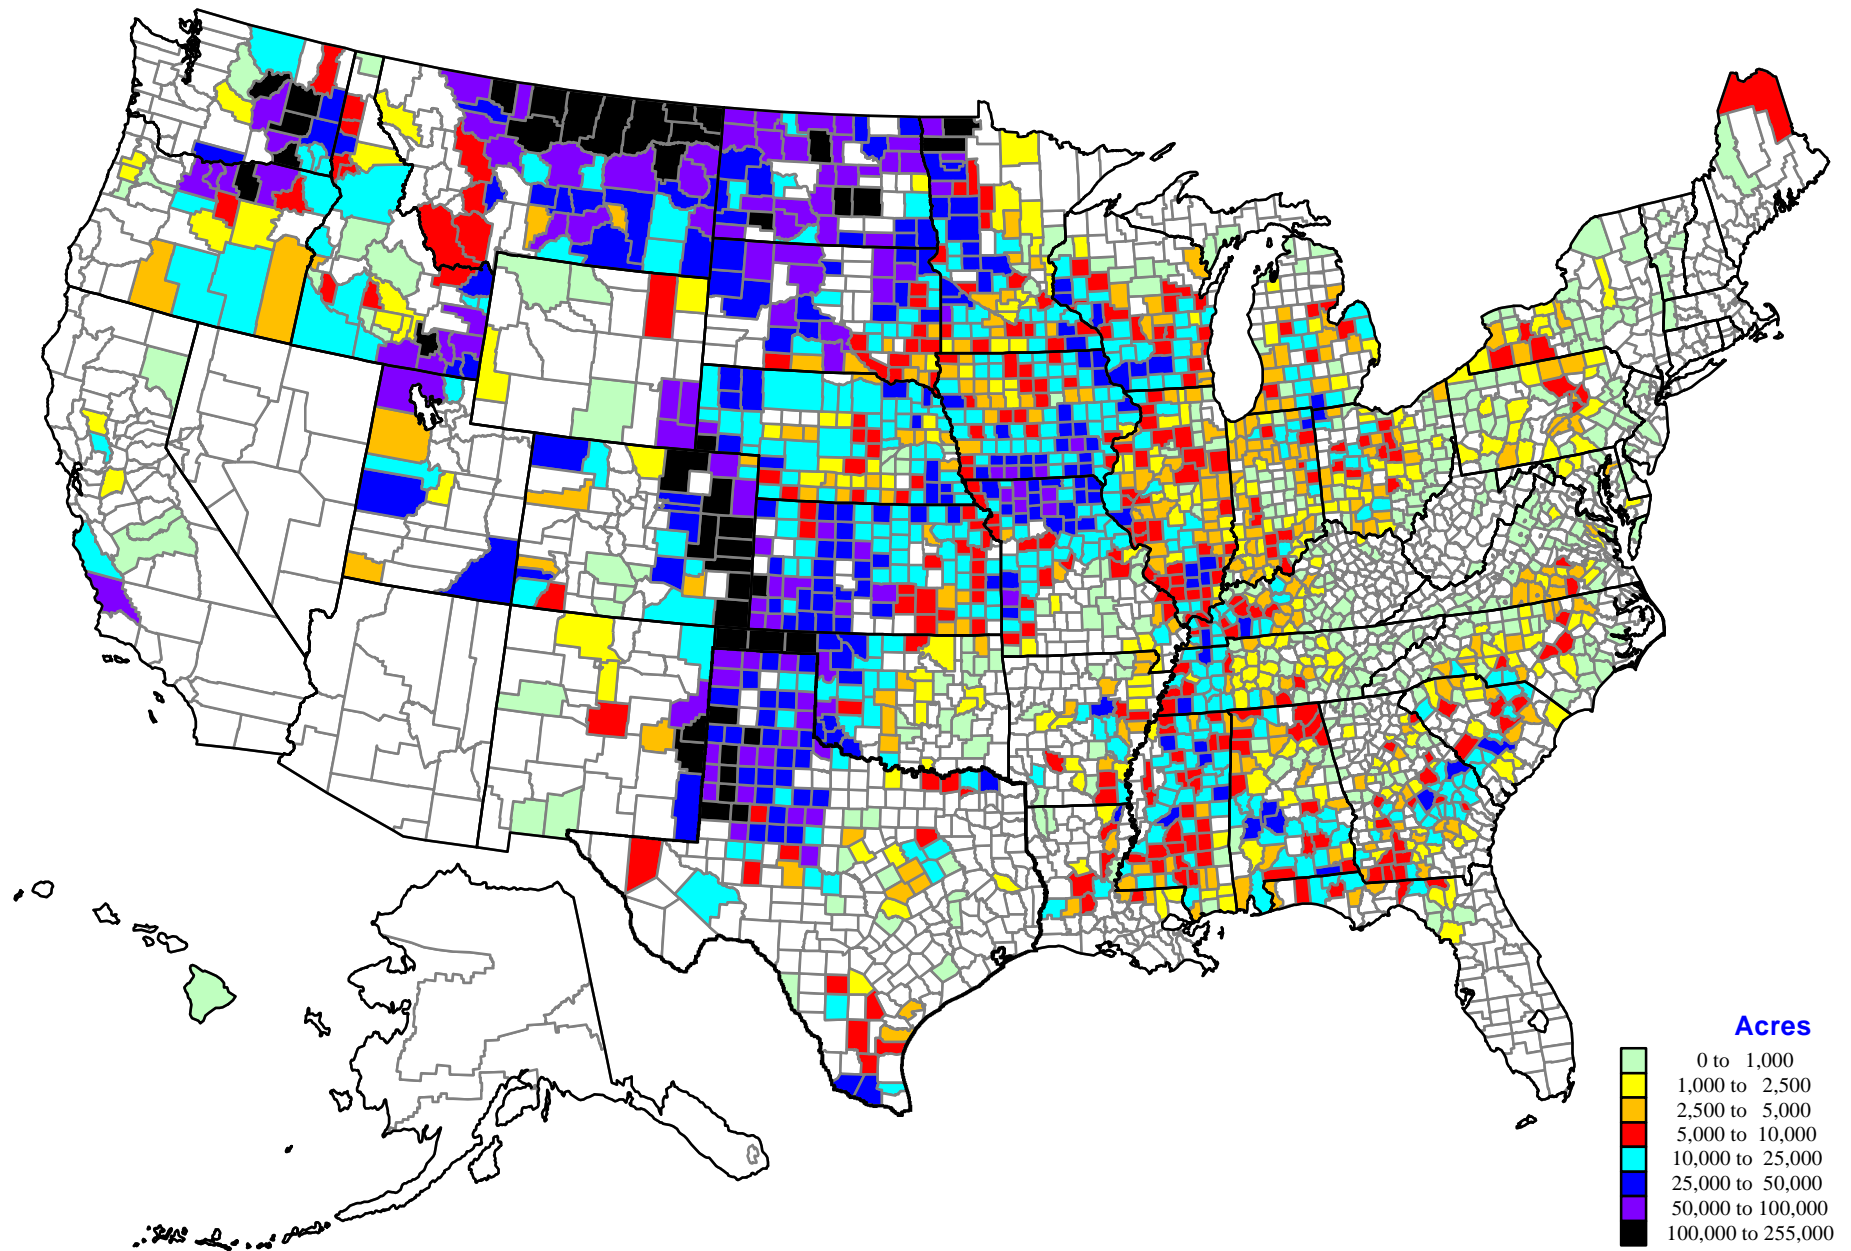 Acres
0 to 1,000
1,000 to 2,500
2,500 to 5,000
5,000 to 10,000
10,000 to 25,000
25,000 to 50,000
50,000 to 100,000
100,000 to 255,000